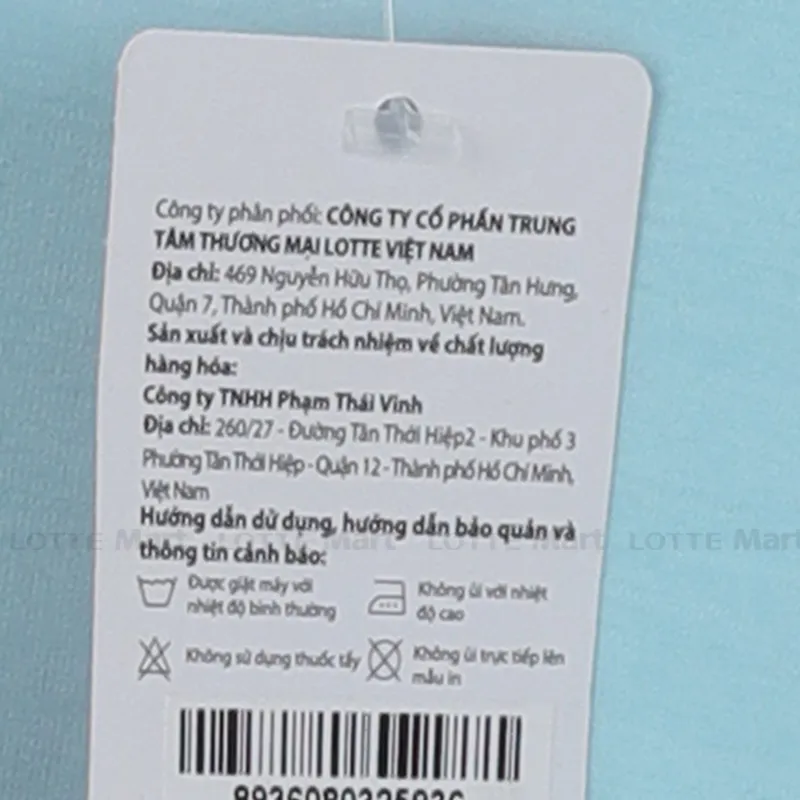 Công ty phân phối: CÔNG TY CỔ PHẦN TRUNG
TÂM THƯƠNG MẠI LOTTE VIỆT NAM
Địa chỉ: 469 Nguyễn Hữu Thọ, Phường Tân Hưng,
Quận 7, Thành phố Hồ Chí Minh, Việt Nam.
Sản xuất và chịu trách nhiệm về chất lượng
hàng hóa:
Công ty TNHH Phạm Thái Vinh
Địa chỉ: 260/27 - Đường Tân Thới Hiệp2 - Khu phố 3
Phường Tân Thới Hiệp - Quận 12 - Thành phố Hồ Chí Minh,
Việt Nam
Hướng dẫn dử dụng, hướng dẫn bảo quản và
thông tin cảnh báo:
Được giặt máy với
nhiệt độ bình thường
Không ủi với nhiệt
độ cao
Không sử dụng thuốc tẩy
Không ủi trực tiếp lên
mẫu in
LOTTE Mart LOTTE Mart LOTTE Mart LOTTE Mart